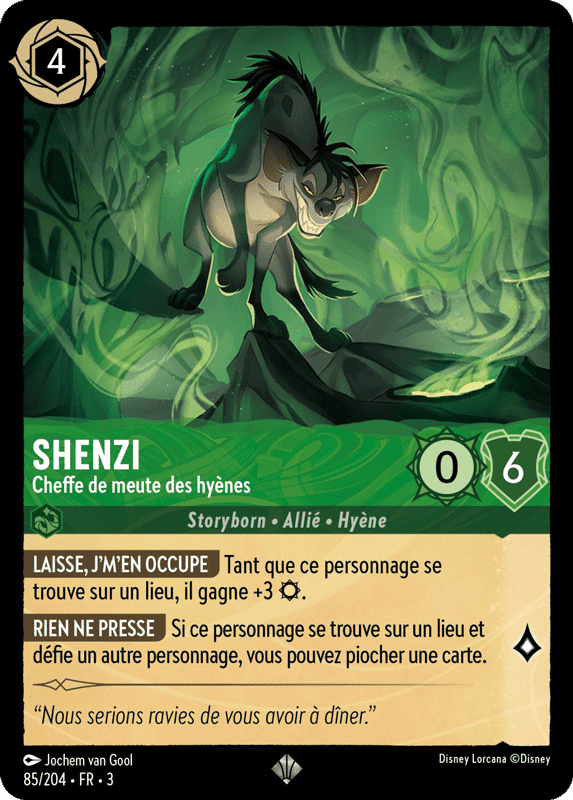 4
SHENZI
Cheffe de meute des hyènes
0
6
Storyborn • Allié • Hyène
LAISSE, J'M'EN OCCUPE Tant que ce personnage se
trouve sur un lieu, il gagne +3 .
RIEN NE PRESSE Si ce personnage se trouve sur un lieu et
défie un autre personnage, vous pouvez piocher une carte.
“Nous serions ravies de vous avoir à dîner.”
Jochem van Gool
Disney Lorcana ©Disney
85/204 • FR • 3